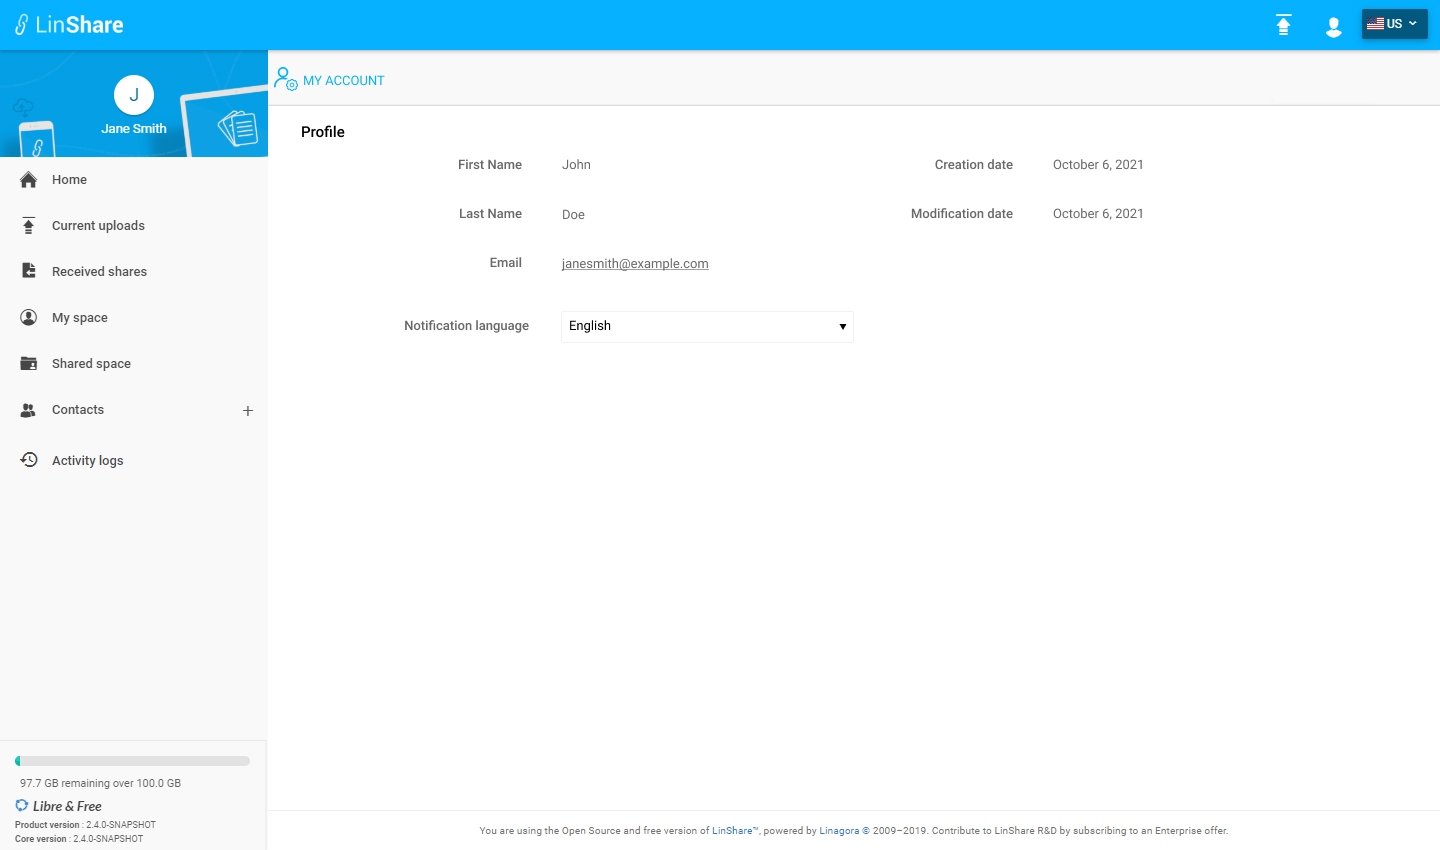 LinShare
US
J
Jane Smith
Home
Current uploads
Received shares
My space
Shared space
Contacts
+
Activity logs
97.7 GB remaining over 100.0 GB
Libre & Free
Product version : 2.4.0-SNAPSHOT
Core version : 2.4.0-SNAPSHOT
MY ACCOUNT
Profile
First Name John Creation date October 6, 2021
Last Name Doe Modification date October 6, 2021
Email janesmith@example.com
Notification language English
You are using the Open Source and free version of LinShare™, powered by Linagora © 2009–2019. Contribute to LinShare R&D by subscribing to an Enterprise offer.